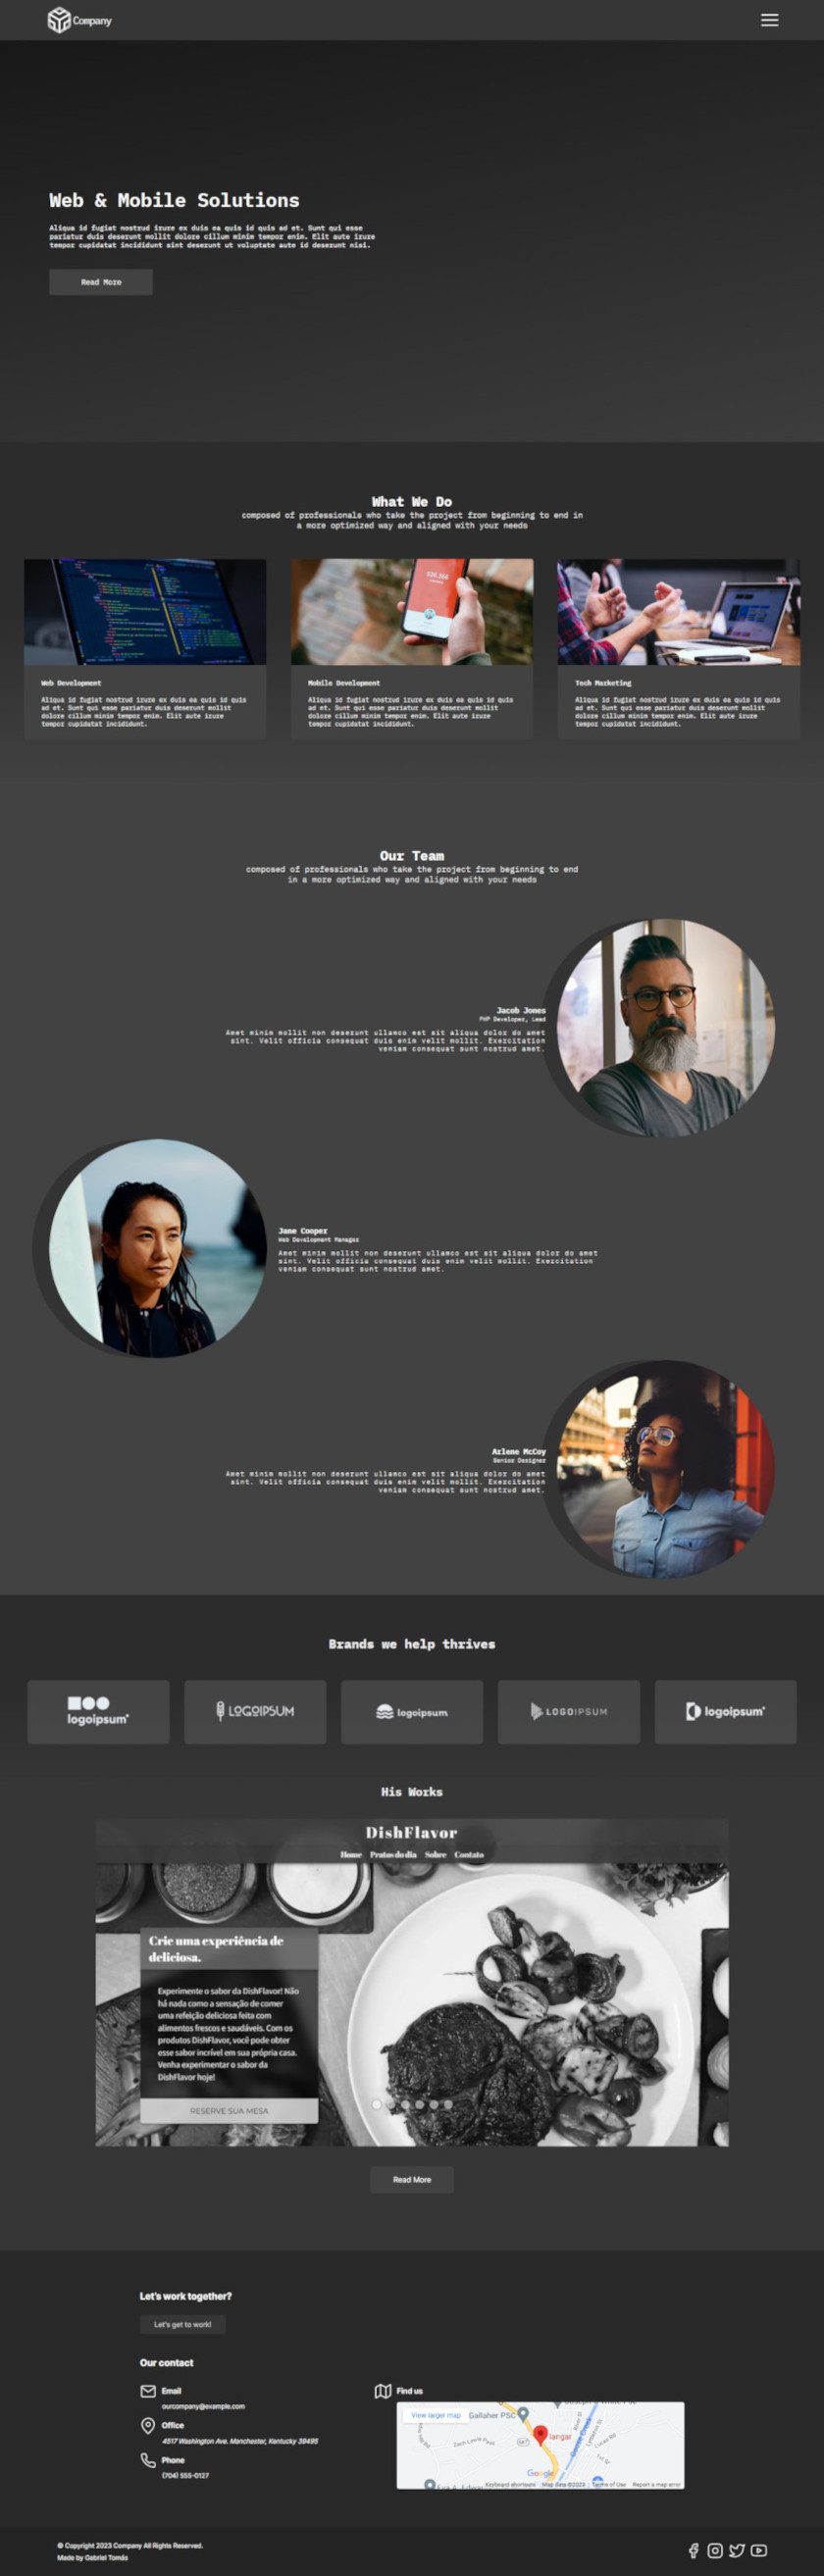 Company
Web & Mobile Solutions
Aliqua id fugiat nostrud irure ex duis ea quis id quis ad et. Sunt qui esse
pariatur duis deserunt mollit dolore cillum minim tempor enim. Elit aute irure
tempor cupidatat incididunt sint deserunt ut voluptate aute id deserunt nisi.
Read More
What We Do
composed of professionals who take the project from beginning to end in
a more optimized way and aligned with your needs
Web Development
Aliqua id fugiat nostrud irure ex duis ea quis id quis
ad et. Sunt qui esse pariatur duis deserunt mollit
dolore cillum minim tempor enim. Elit aute irure
tempor cupidatat incididunt.
Mobile Development
Aliqua id fugiat nostrud irure ex duis ea quis id quis
ad et. Sunt qui esse pariatur duis deserunt mollit
dolore cillum minim tempor enim. Elit aute irure
tempor cupidatat incididunt.
Tech Marketing
Aliqua id fugiat nostrud irure ex duis ea quis id quis
ad et. Sunt qui esse pariatur duis deserunt mollit
dolore cillum minim tempor enim. Elit aute irure
tempor cupidatat incididunt.
Our Team
composed of professionals who take the project from beginning to end
in a more optimized way and aligned with your needs
Jacob Jones
PHP Developer, Lead
Amet minim mollit non deserunt ullamco est sit aliqua dolor do amet
sint. Velit officia consequat duis enim velit mollit. Exercitation
veniam consequat sunt nostrud amet.
Jane Cooper
Web Development Manager
Amet minim mollit non deserunt ullamco est sit aliqua dolor do amet
sint. Velit officia consequat duis enim velit mollit. Exercitation
veniam consequat sunt nostrud amet.
Arlene McCoy
Senior Designer
Amet minim mollit non deserunt ullamco est sit aliqua dolor do amet
sint. Velit officia consequat duis enim velit mollit. Exercitation
veniam consequat sunt nostrud amet.
Brands we help thrives
logoipsum
LOGOIPSUM
logoipsum
LOGOIPSUM
logoipsum
His Works
DishFlavor
Home Pratos do dia Sobre Contato
Crie uma experiência de
deliciosa.
Experimente o sabor da DishFlavor! Não
há nada como a sensação de comer
uma refeição deliciosa feita com
alimentos frescos e saudáveis. Com os
produtos DishFlavor, você pode obter
esse sabor incrível em sua própria casa.
Venha experimentar o sabor da
DishFlavor hoje!
RESERVE SUA MESA
Read More
Let's work together?
Let's get to work!
Our contact
Email
ourcompany@example.com
Office
4517 Washington Ave. Manchester, Kentucky 39495
Phone
(704) 555-0127
Find us
View larger map
Gallaher PSC
langar
Zach Lewis Park
Goose Creek
Lucas Rd
1st St
687
Google
Keyboard shortcuts Map data ©2023 Terms of Use Report a map error
© Copyright 2023 Company All Rights Reserved.
Made by Gabriel Tomás